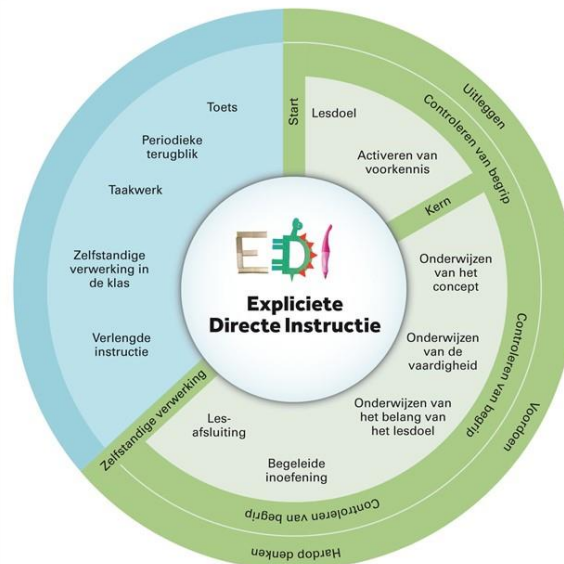 Toets
Periodieke
terugblik
Taakwerk
Zelfstandige
verwerking in
de klas
Verlengde
instructie
Start
Lesdoel
Activeren van
voorkennis
Kern
Onderwijzen
van het
concept
Onderwijzen
van de
vaardigheid
Onderwijzen
van het belang van
het lesdoel
Begeleide
inoefening
Les-
afsluiting
Zelfstandige verwerking
EDI
Expliciete
Directe Instructie
Controleren van begrip
Controleren van begrip
Controleren van begrip
Uitleggen
Voordoen
Hardop denken